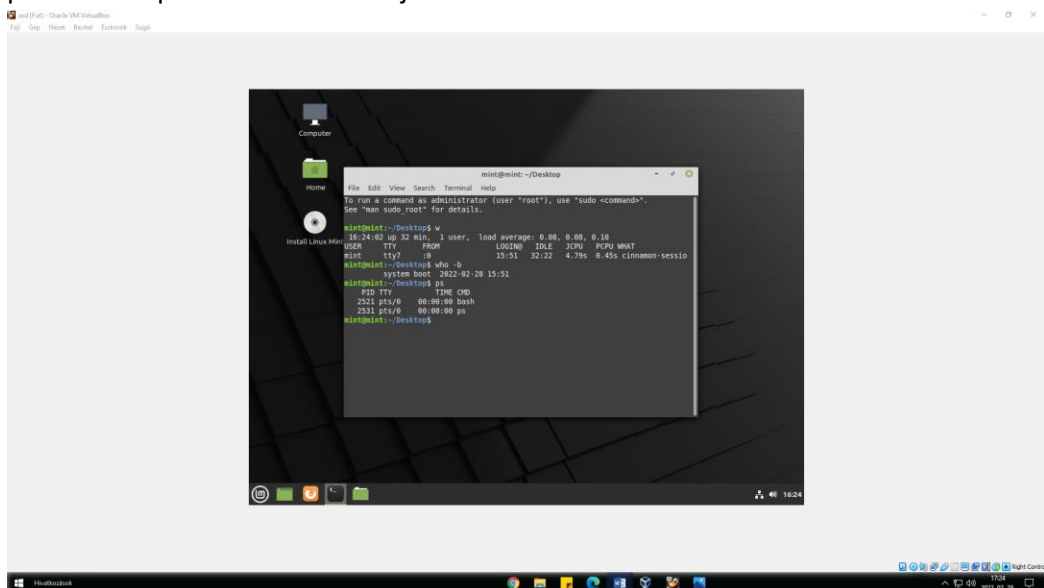 and [Fut] - Oracle VM VirtualBox
Fájl Gép Nézet Bevitel Eszközök Súgó
Computer
Home
Install Linux Mint
mint@mint: ~/Desktop
File Edit View Search Terminal Help
To run a command as administrator (user "root"), use "sudo <command>".
See "man sudo_root" for details.
mint@mint:~/Desktop$ w
16:24:02 up 32 min, 1 user, load average: 0.08, 0.08, 0.10
USER TTY FROM LOGIN@ IDLE JCPU PCPU WHAT
mint tty7 :0 15:51 32:22 4.79s 0.45s cinnamon-sessio
mint@mint:~/Desktop$ who -b
system boot 2022-02-28 15:51
mint@mint:~/Desktop$ ps
PID TTY TIME CMD
2521 pts/0 00:00:00 bash
2531 pts/0 00:00:00 ps
mint@mint:~/Desktop$
16:24
Right Contro
Hivatkozások
17:24